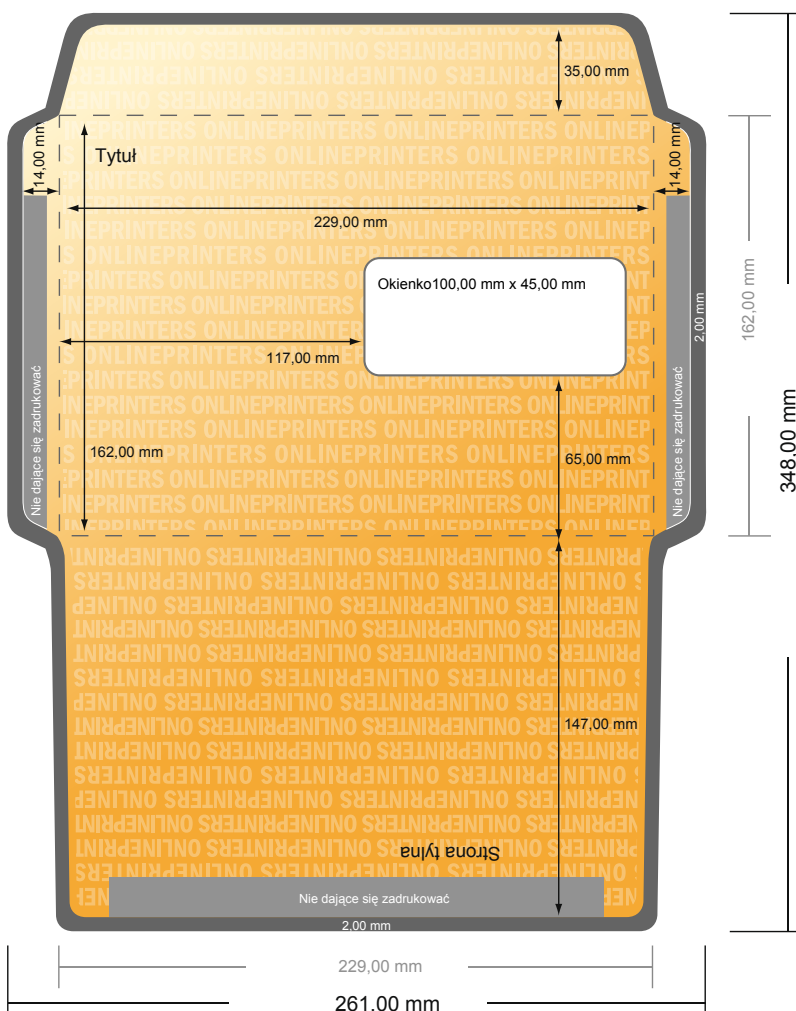 35,00 mm
ONLINEPRINTERS ONLINEPRINTERS
14,00 mm
Tytuł
14,00 mm
229,00 mm
Okienko100,00 mm x 45,00 mm
117,00 mm
2,00 mm
162,00 mm
348.00 mm
Nie dające się zadrukować
162,00 mm
65,00 mm
Nie dające się zadrukować
147,00 mm
Strona tylna
Nie dające się zadrukować
2,00 mm
229,00 mm
261.00 mm